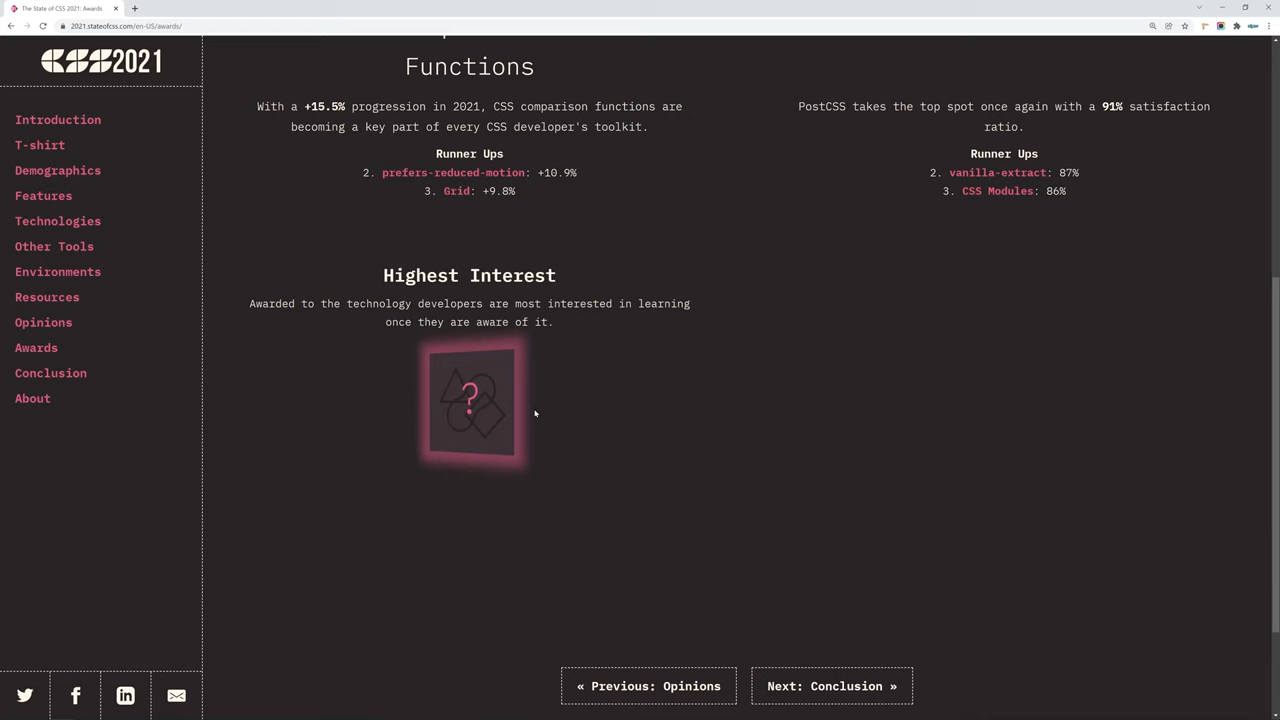 The State of CSS 2021: Awards
2021.stateofcss.com/en-US/awards/
CSS2021
Introduction
T-shirt
Demographics
Features
Technologies
Other Tools
Environments
Resources
Opinions
Awards
Conclusion
About
Functions
With a +15.5% progression in 2021, CSS comparison functions are
becoming a key part of every CSS developer's toolkit.
Runner Ups
2. prefers-reduced-motion: +10.9%
3. Grid: +9.8%
PostCSS takes the top spot once again with a 91% satisfaction
ratio.
Runner Ups
2. vanilla-extract: 87%
3. CSS Modules: 86%
Highest Interest
Awarded to the technology developers are most interested in learning
once they are aware of it.
?
« Previous: Opinions
Next: Conclusion »